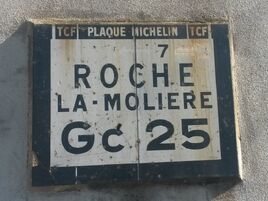 TCF PLAQUE MICHELIN TCF
7
ROCHE
LA-MOLIERE
Gc 25